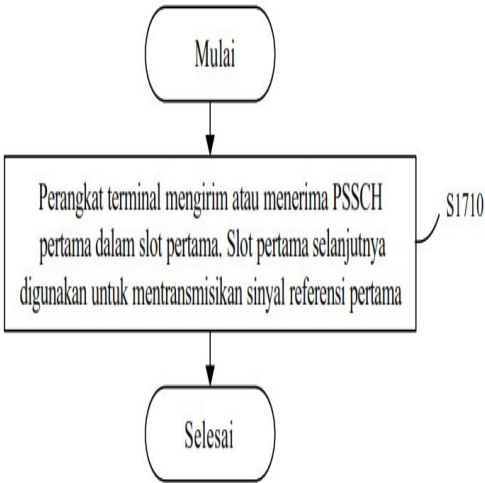 Mulai
Perangkat terminal mengirim atau menerima PSSCH
pertama dalam slot pertama. Slot pertama selanjutnya
digunakan untuk mentransmisikan sinyal referensi pertama
S1710
Selesai